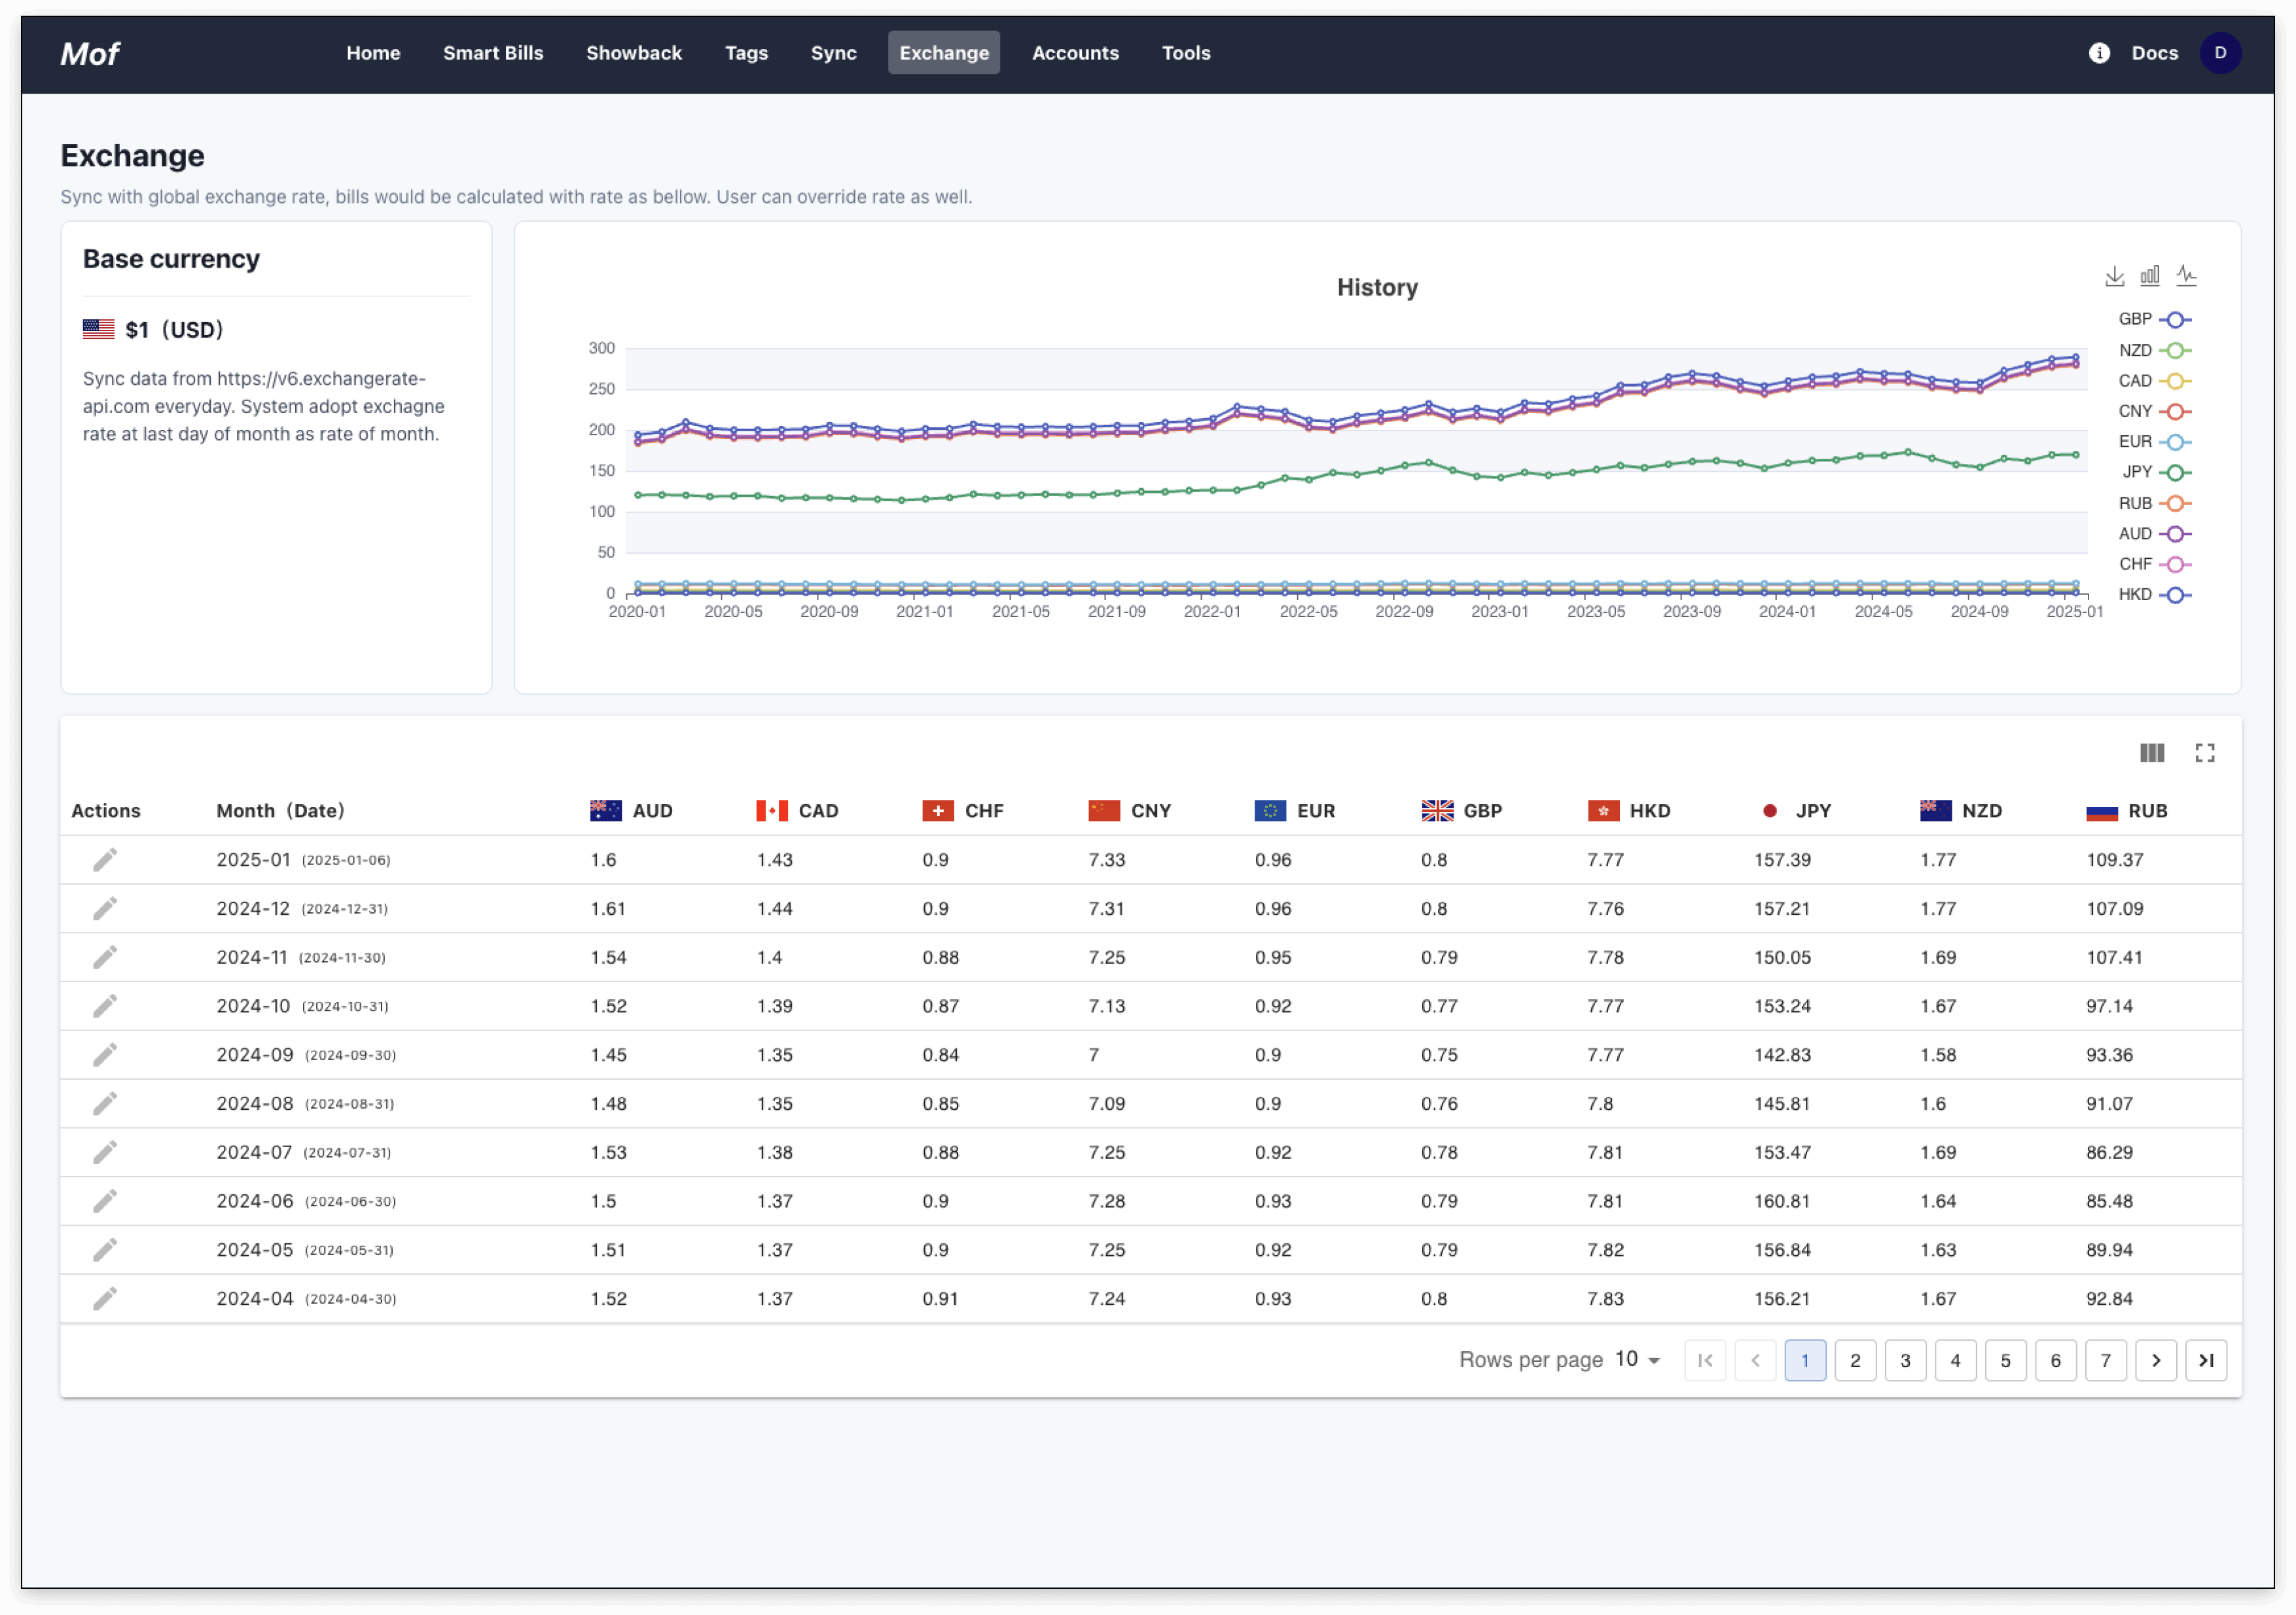 Mof Home Smart Bills Showback Tags Sync Exchange Accounts Tools i Docs D
Exchange
Sync with global exchange rate, bills would be calculated with rate as bellow. User can override rate as well.
Base currency
$1（USD）
Sync data from https://v6.exchangerate-
api.com everyday. System adopt exchagne
rate at last day of month as rate of month.
History
300
250
200
150
100
50
0
2020-01 2020-05 2020-09 2021-01 2021-05 2021-09 2022-01 2022-05 2022-09 2023-01 2023-05 2023-09 2024-01 2024-05 2024-09 2025-01
GBP
NZD
CAD
CNY
EUR
JPY
RUB
AUD
CHF
HKD
Actions Month（Date） AUD CAD CHF CNY EUR GBP HKD JPY NZD RUB
2025-01 (2025-01-06) 1.6 1.43 0.9 7.33 0.96 0.8 7.77 157.39 1.77 109.37
2024-12 (2024-12-31) 1.61 1.44 0.9 7.31 0.96 0.8 7.76 157.21 1.77 107.09
2024-11 (2024-11-30) 1.54 1.4 0.88 7.25 0.95 0.79 7.78 150.05 1.69 107.41
2024-10 (2024-10-31) 1.52 1.39 0.87 7.13 0.92 0.77 7.77 153.24 1.67 97.14
2024-09 (2024-09-30) 1.45 1.35 0.84 7 0.9 0.75 7.77 142.83 1.58 93.36
2024-08 (2024-08-31) 1.48 1.35 0.85 7.09 0.9 0.76 7.8 145.81 1.6 91.07
2024-07 (2024-07-31) 1.53 1.38 0.88 7.25 0.92 0.78 7.81 153.47 1.69 86.29
2024-06 (2024-06-30) 1.5 1.37 0.9 7.28 0.93 0.79 7.81 160.81 1.64 85.48
2024-05 (2024-05-31) 1.51 1.37 0.9 7.25 0.92 0.79 7.82 156.84 1.63 89.94
2024-04 (2024-04-30) 1.52 1.37 0.91 7.24 0.93 0.8 7.83 156.21 1.67 92.84
Rows per page 10 1 2 3 4 5 6 7